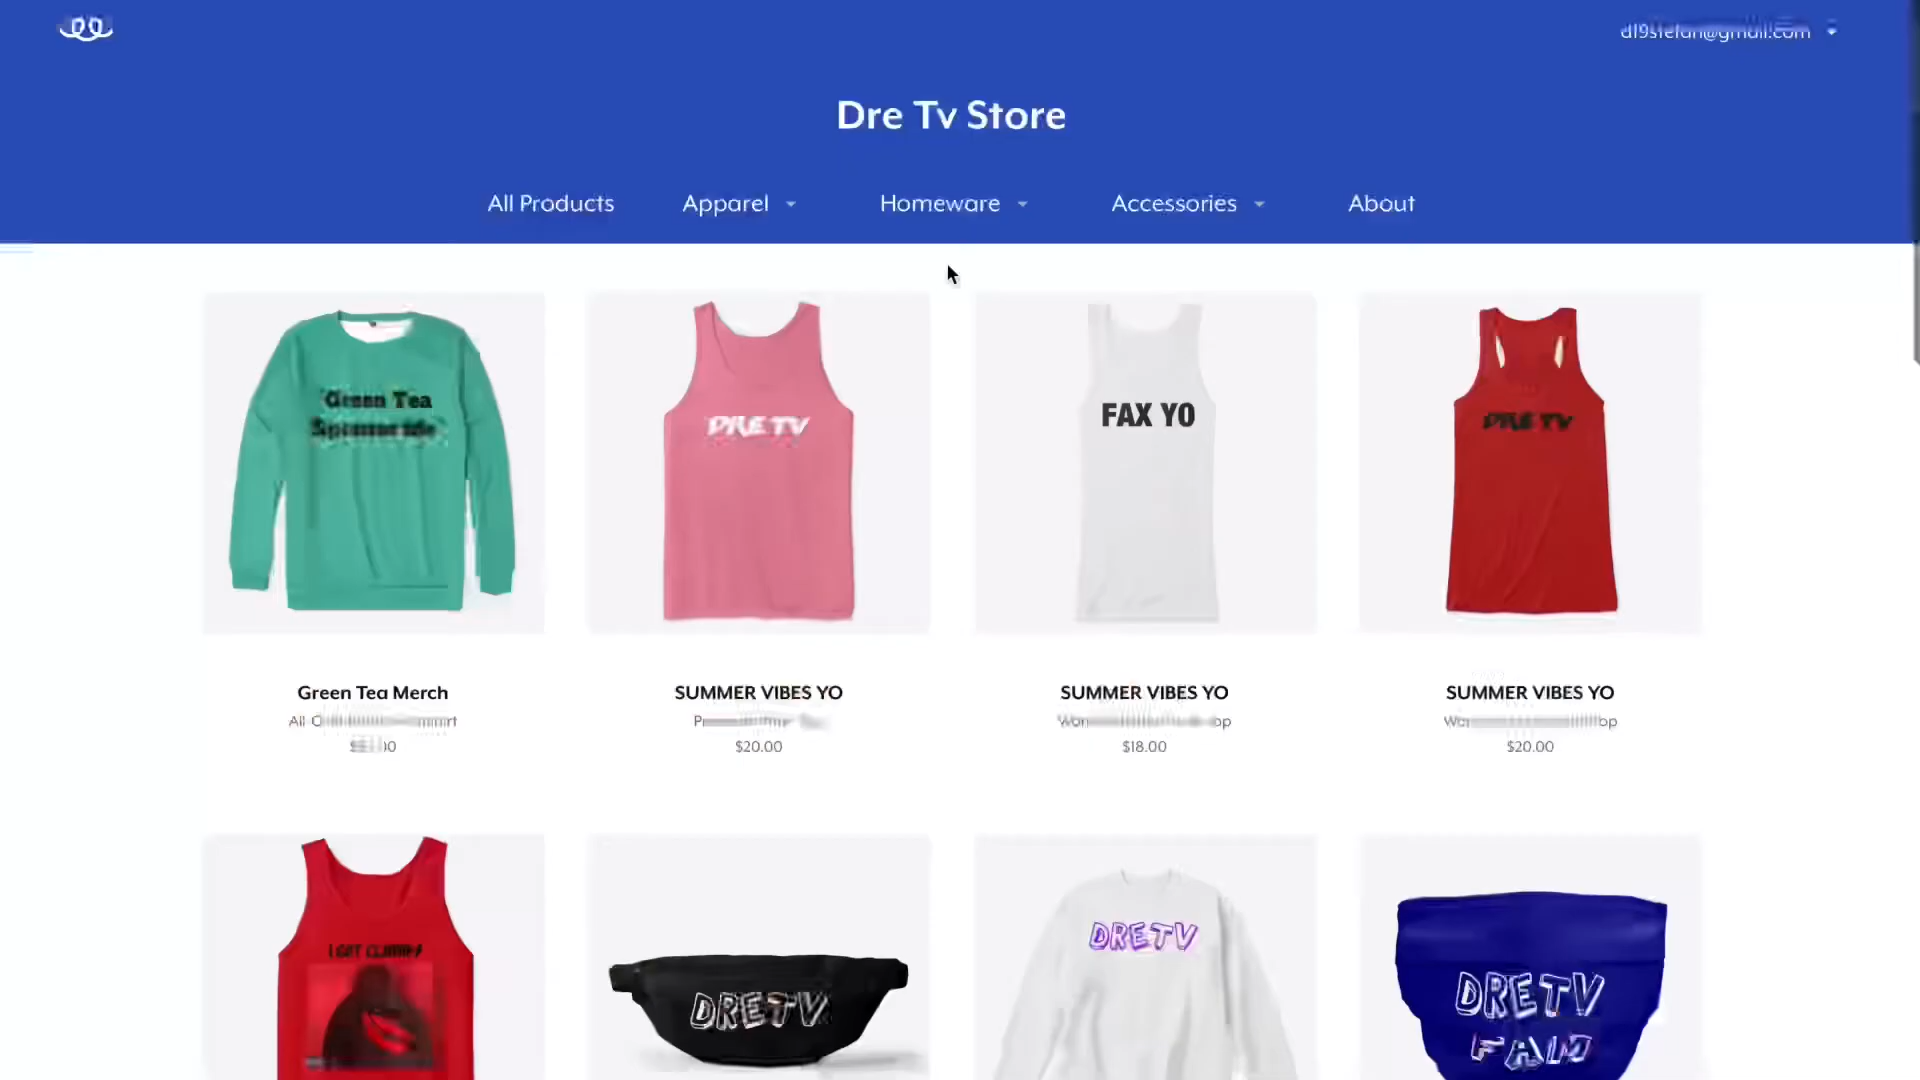 Dre Tv Store
All Products
Apparel
Homeware
Accessories
About
Green Tea
DRE TV
FAX YO
DRE TV
Green Tea Merch
SUMMER VIBES YO
SUMMER VIBES YO
SUMMER VIBES YO
$20.00
$18.00
$20.00
I GOT
DRETV
DRETV
DRETV
FAM